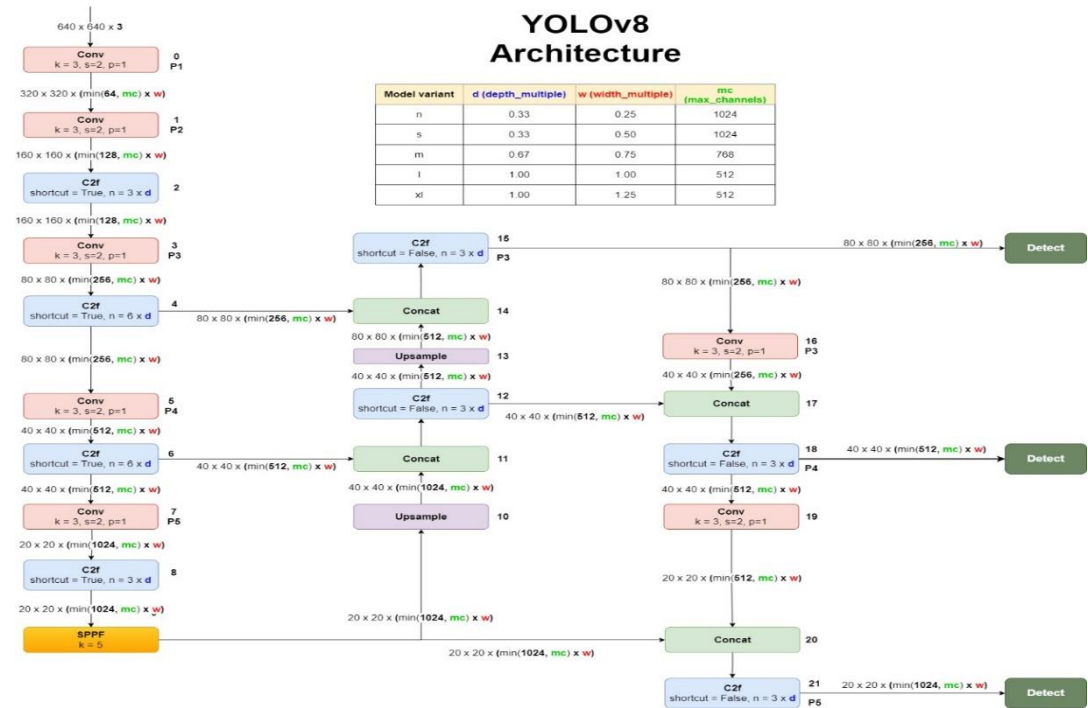 YOLOv8
Architecture
Model variant d (depth_multiple) w (width_multiple) mc (max_channels)
n 0.33 0.25 1024
s 0.33 0.50 1024
m 0.67 0.75 768
l 1.00 1.00 512
xl 1.00 1.25 512
640 x 640 x 3
Conv
k = 3, s=2, p=1
0
P1
320 x 320 x (min(64, mc) x w)
Conv
k = 3, s=2, p=1
1
P2
160 x 160 x (min(128, mc) x w)
C2f
shortcut = True, n = 3 x d
2
160 x 160 x (min(128, mc) x w)
Conv
k = 3, s=2, p=1
3
P3
80 x 80 x (min(256, mc) x w)
C2f
shortcut = True, n = 6 x d
4
80 x 80 x (min(256, mc) x w)
80 x 80 x (min(256, mc) x w)
Conv
k = 3, s=2, p=1
5
P4
40 x 40 x (min(512, mc) x w)
C2f
shortcut = True, n = 6 x d
6
40 x 40 x (min(512, mc) x w)
40 x 40 x (min(512, mc) x w)
Conv
k = 3, s=2, p=1
7
P5
20 x 20 x (min(1024, mc) x w)
C2f
shortcut = True, n = 3 x d
8
20 x 20 x (min(1024, mc) x w)
SPPF
k = 5
20 x 20 x (min(1024, mc) x w)
20 x 20 x (min(1024, mc) x w)
C2f
shortcut = False, n = 3 x d
15
P3
Concat
14
80 x 80 x (min(512, mc) x w)
Upsample
13
40 x 40 x (min(512, mc) x w)
C2f
shortcut = False, n = 3 x d
12
40 x 40 x (min(512, mc) x w)
Concat
11
40 x 40 x (min(1024, mc) x w)
Upsample
10
80 x 80 x (min(256, mc) x w)
Detect
80 x 80 x (min(256, mc) x w)
Conv
k = 3, s=2, p=1
16
P3
40 x 40 x (min(256, mc) x w)
Concat
17
C2f
shortcut = False, n = 3 x d
18
P4
40 x 40 x (min(512, mc) x w)
Detect
40 x 40 x (min(512, mc) x w)
Conv
k = 3, s=2, p=1
19
20 x 20 x (min(512, mc) x w)
Concat
20
C2f
shortcut = False, n = 3 x d
21
P5
20 x 20 x (min(1024, mc) x w)
Detect